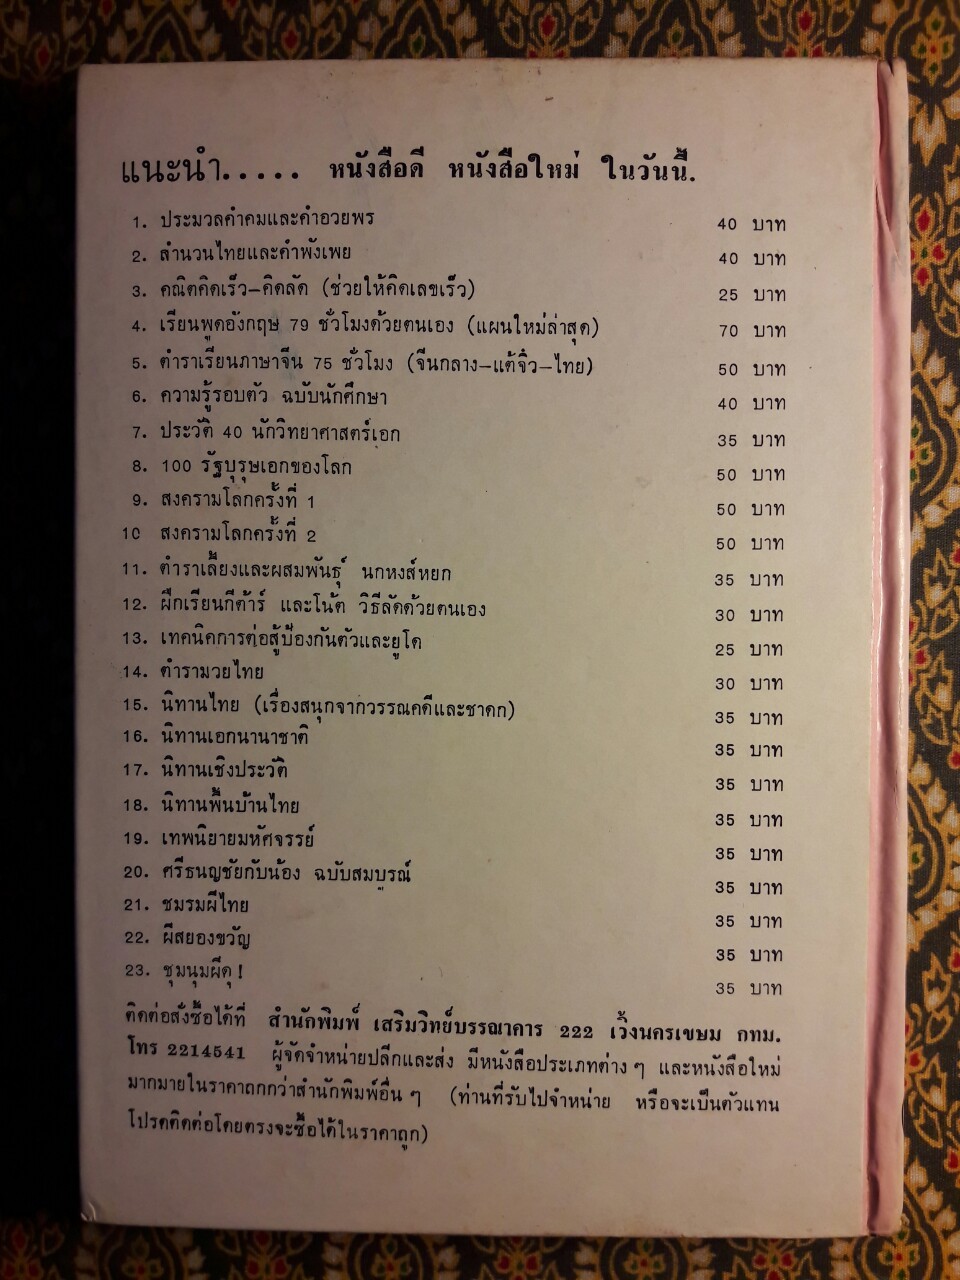 แนะนำ..... หนังสือดี หนังสือใหม่ ในวันนี้.
1. ประมวลคำคมและคำอวยพร 40 บาท
2. สำนวนไทยและคำพังเพย 40 บาท
3. คณิตคิดเร็ว-คิดลัด (ช่วยให้คิดเลขเร็ว) 25 บาท
4. เรียนพูดอังกฤษ 79 ชั่วโมงด้วยตนเอง (แผนใหม่ล่าสุด) 70 บาท
5. ตำราเรียนภาษาจีน 75 ชั่วโมง (จีนกลาง-แต้จิ๋ว-ไทย) 50 บาท
6. ความรู้รอบตัว ฉบับนักศึกษา 40 บาท
7. ประวัติ 40 นักวิทยาศาสตร์เอก 35 บาท
8. 100 รัฐบุรุษเอกของโลก 50 บาท
9. สงครามโลกครั้งที่ 1 50 บาท
10 สงครามโลกครั้งที่ 2 50 บาท
11. ตำราเลี้ยงและผสมพันธุ์ นกหงส์หยก 35 บาท
12. ฝึกเรียนกีต้าร์ และโน้ต วิธีลัดด้วยตนเอง 30 บาท
13. เทคนิคการต่อสู้ป้องกันตัวและยูโด 25 บาท
14. ตำรามวยไทย 30 บาท
15. นิทานไทย (เรื่องสนุกจากวรรณคดีและชาดก) 35 บาท
16. นิทานเอกนานาชาติ 35 บาท
17. นิทานเชิงประวัติ 35 บาท
18. นิทานพื้นบ้านไทย 35 บาท
19. เทพนิยายมหัศจรรย์ 35 บาท
20. ศรีธนญชัยกับน้อง ฉบับสมบูรณ์ 35 บาท
21. ชมรมผีไทย 35 บาท
22. ผีสยองขวัญ 35 บาท
23. ชุมนุมผีดุ! 35 บาท
ติดต่อสั่งซื้อได้ที่ สำนักพิมพ์ เสริมวิทย์บรรณาคาร 222 เวิ้งนครเขษม กทม.
โทร 2214541 ผู้จัดจำหน่ายปลีกและส่ง มีหนังสือประเภทต่างๆ และหนังสือใหม่
มากมายในราคาถูกกว่าสำนักพิมพ์อื่นๆ (ท่านที่รับไปจำหน่าย หรือจะเป็นตัวแทน
โปรดติดต่อโดยตรงจะซื้อได้ในราคาถูก)